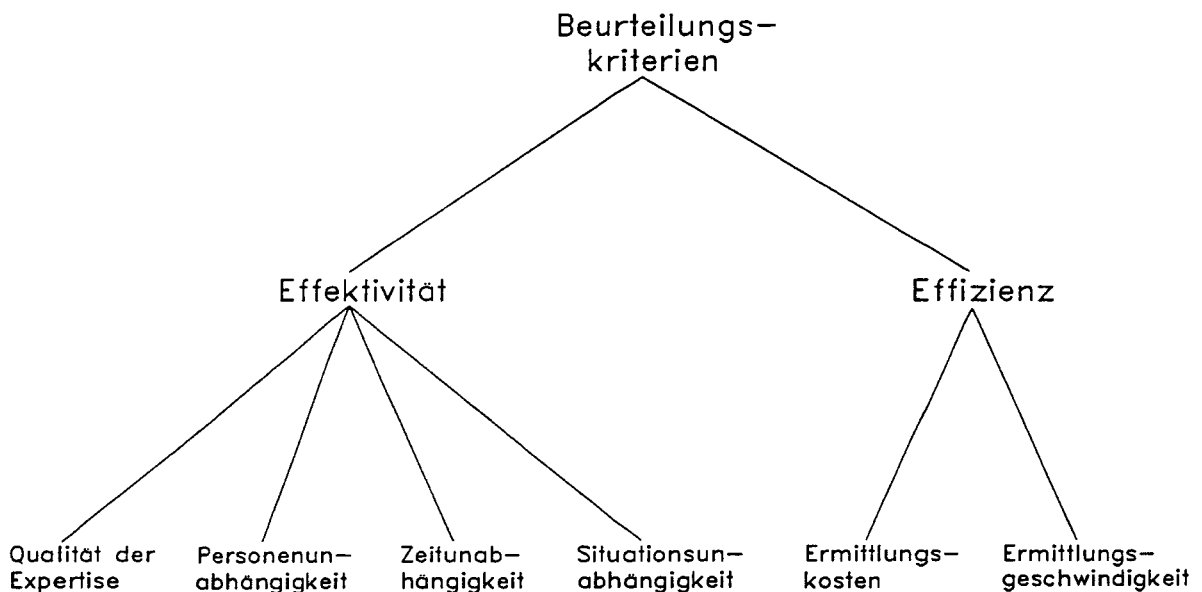 Beurteilungs-
kriterien
Effektivität
Effizienz
Qualität der
Expertise
Personenun-
abhängigkeit
Zeitunab-
hängigkeit
Situationsun-
abhängigkeit
Ermittlungs-
kosten
Ermittlungs-
geschwindigkeit